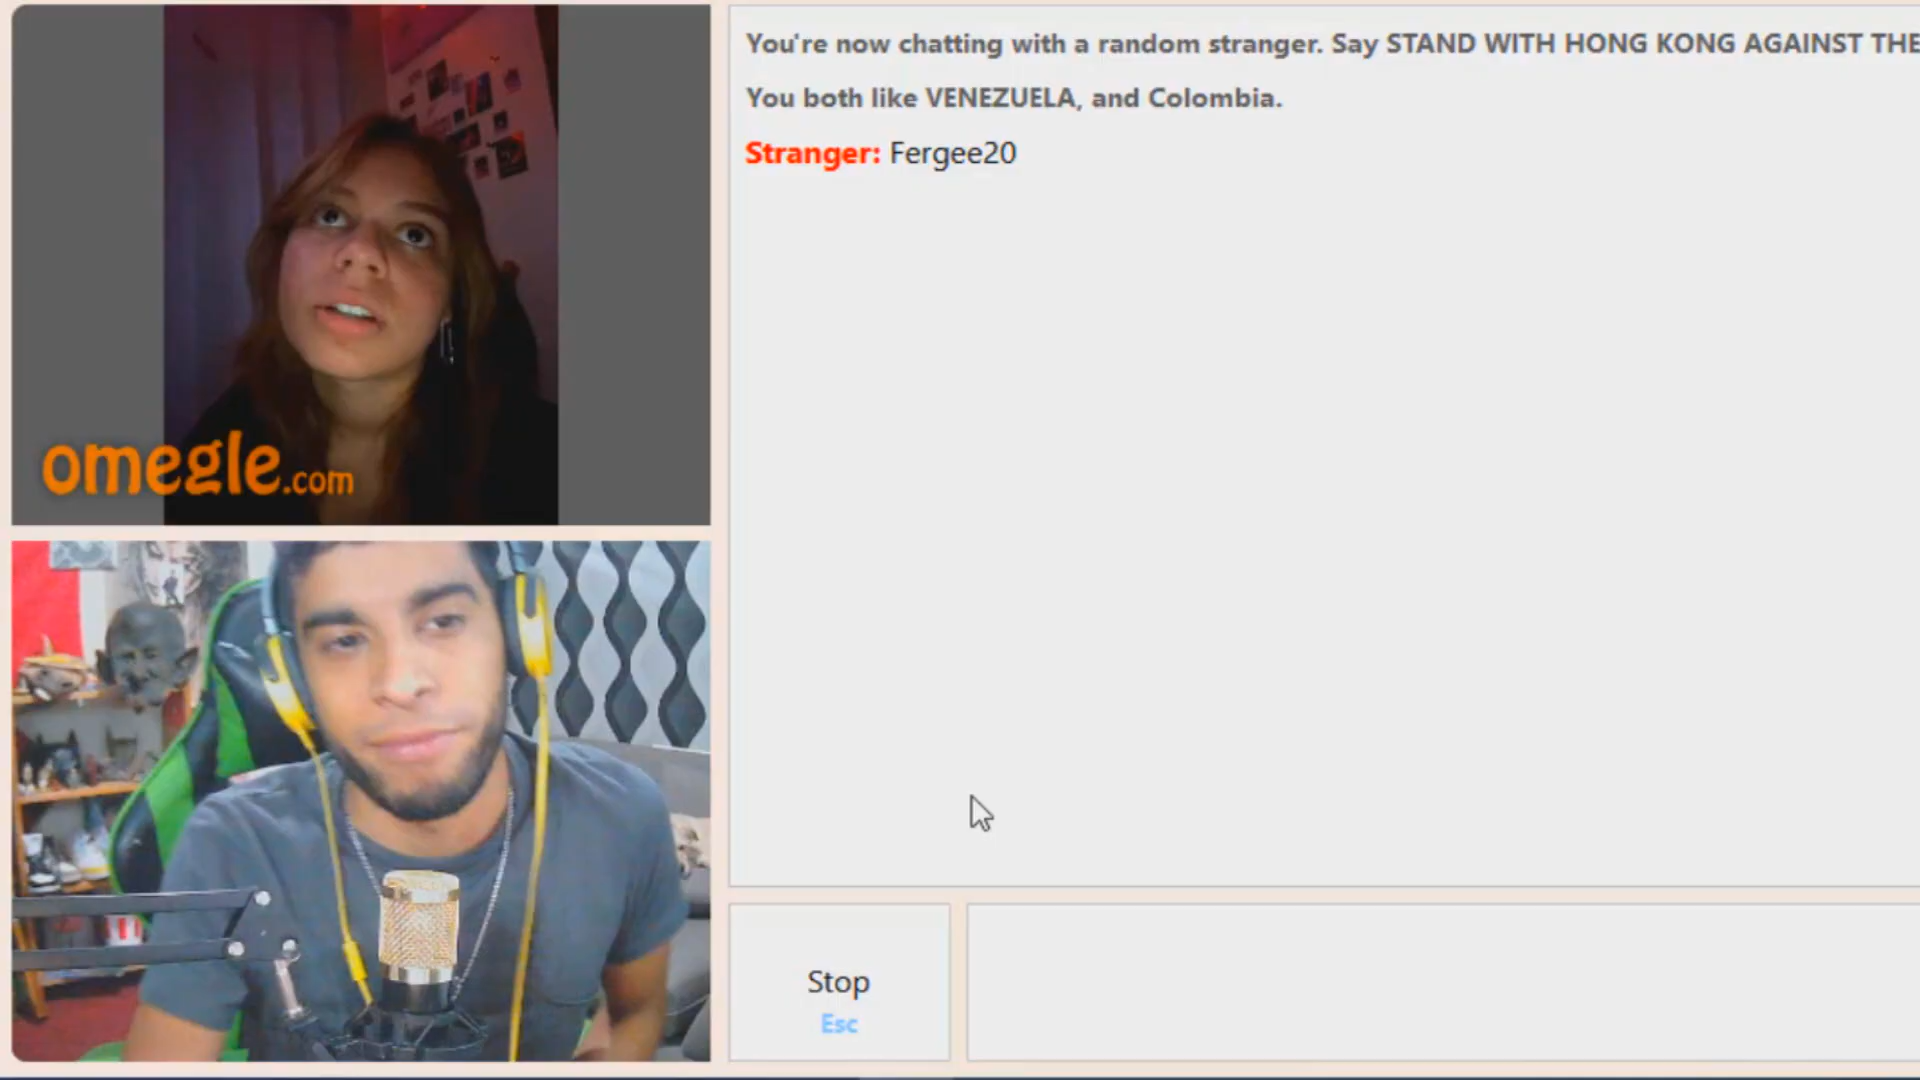 You're now chatting with a random stranger. Say STAND WITH HONG KONG AGAINST THE
You both like VENEZUELA, and Colombia.
Stranger: Fergee20
omegle.com
Stop
Esc